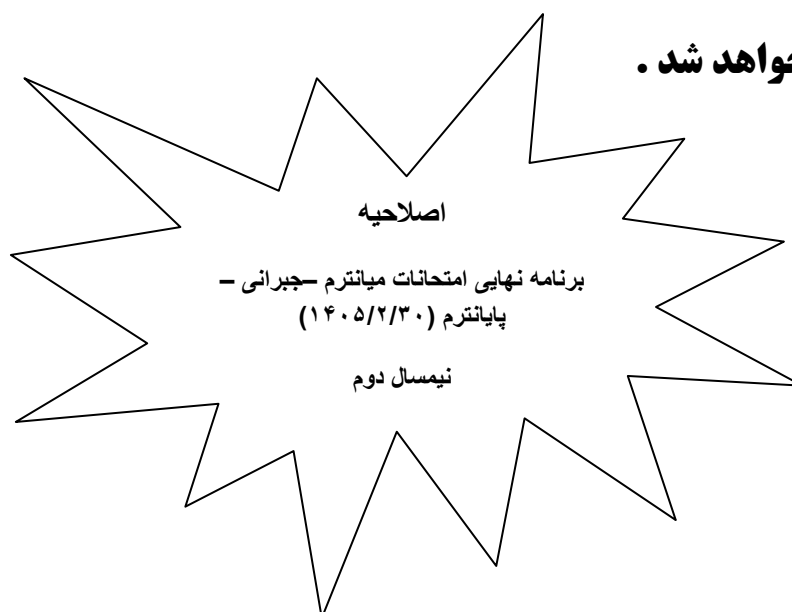 خواهد شد .
اصلاحیه
برنامه نهایی امتحانات میانترم –جبرانی –
پایانترم (۱۴۰۵/۲/۳۰)
نیمسال دوم